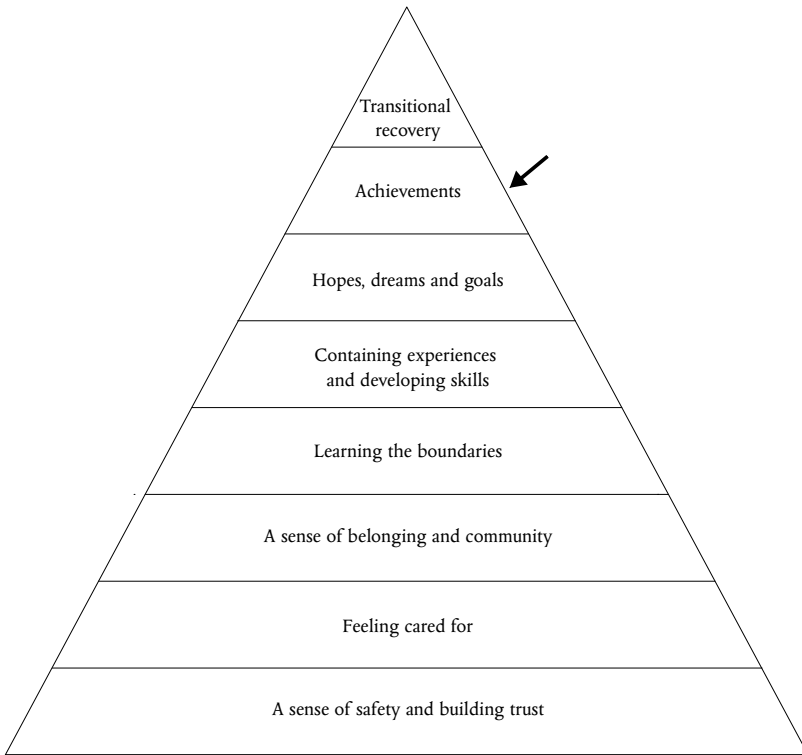 Transitional
recovery
Achievements
Hopes, dreams and goals
Containing experiences
and developing skills
Learning the boundaries
A sense of belonging and community
Feeling cared for
A sense of safety and building trust